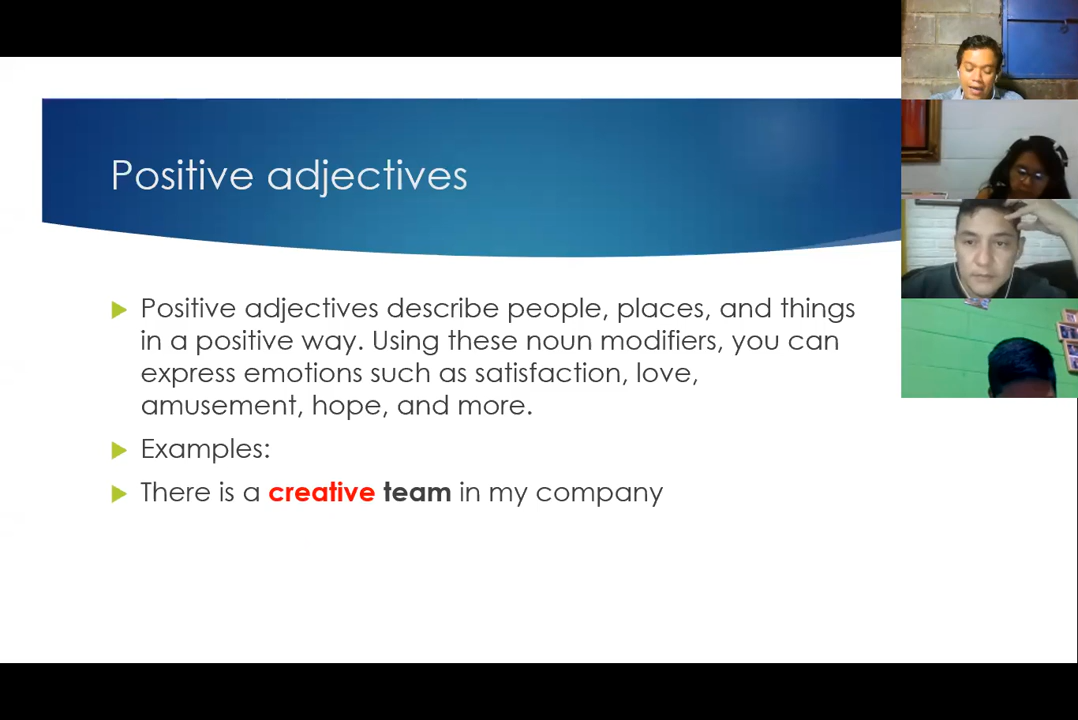 Positive adjectives
Positive adjectives describe people, places, and things
in a positive way. Using these noun modifiers, you can
express emotions such as satisfaction, love,
amusement, hope, and more.
Examples:
There is a creative team in my company